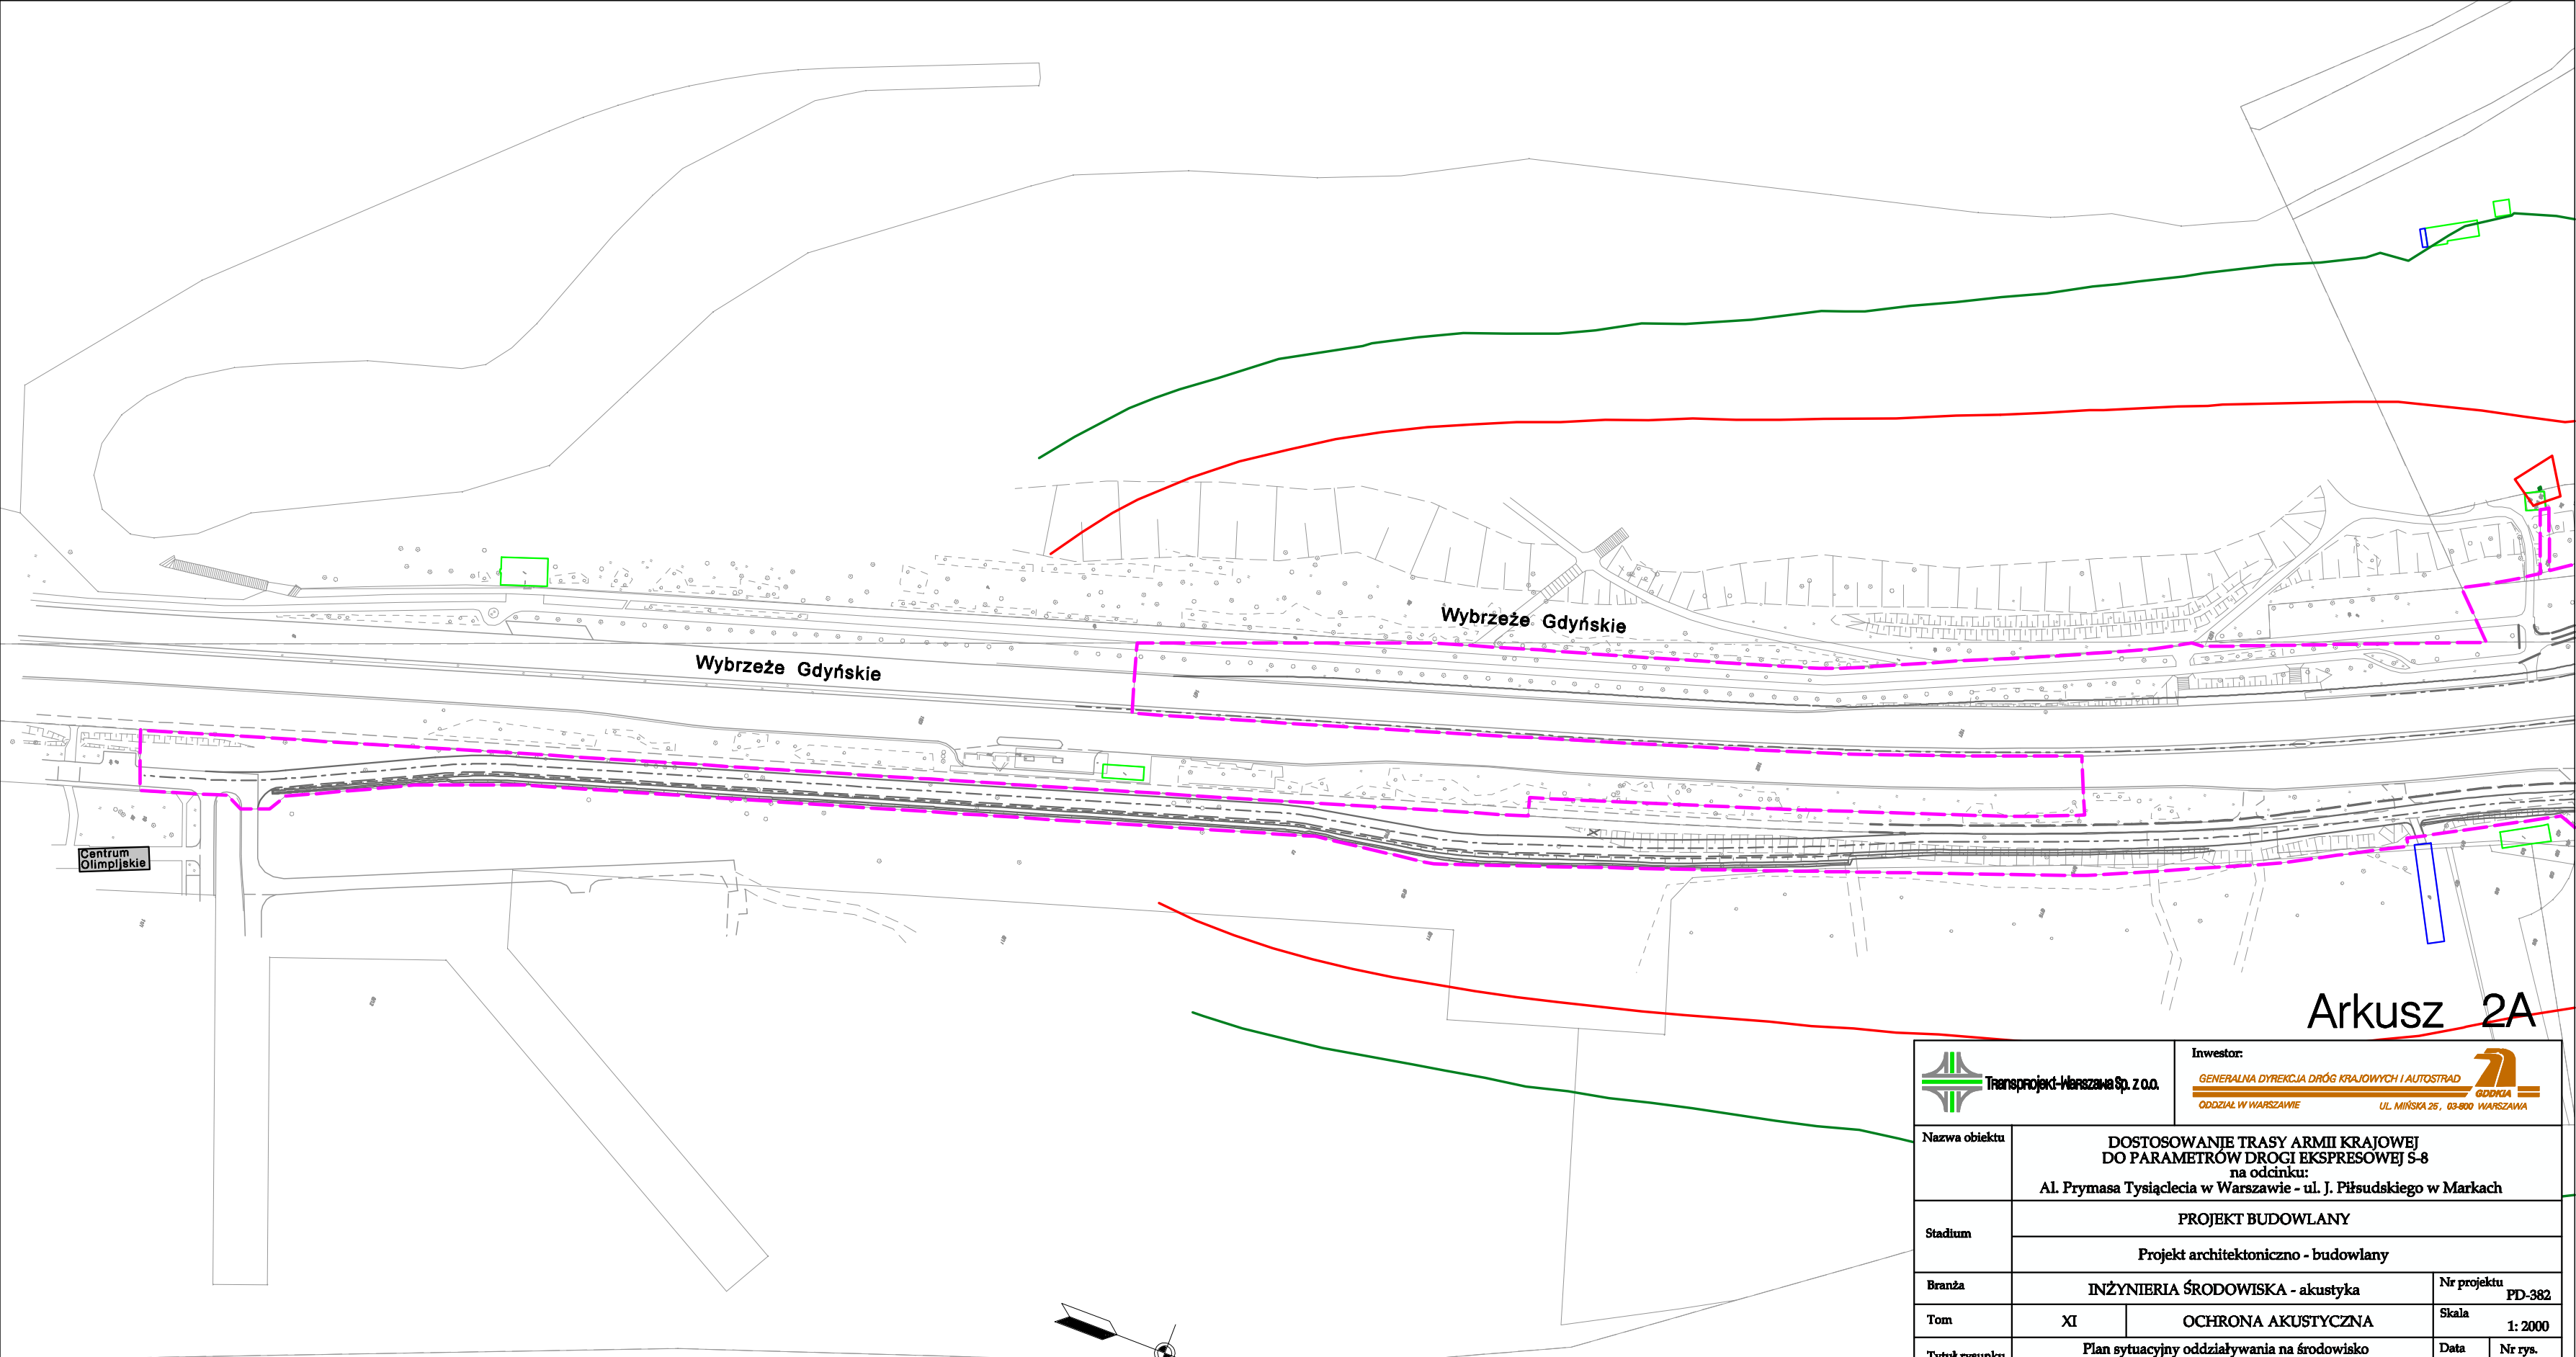 Wybrzeże Gdyńskie
Wybrzeże Gdyńskie
Centrum
Olimpijskie
Arkusz 2A
Transprojekt-Warszawa Sp. z o.o.
Inwestor:
GENERALNA DYREKCJA DRÓG KRAJOWYCH I AUTOSTRAD
GDDKIA
ODDZIAŁ W WARSZAWIE UL. MIŃSKA 25, 03-800 WARSZAWA
Nazwa obiektu
DOSTOSOWANIE TRASY ARMII KRAJOWEJ
DO PARAMETRÓW DROGI EKSPRESOWEJ S-8
na odcinku:
Al. Prymasa Tysiąclecia w Warszawie - ul. J. Piłsudskiego w Markach
Stadium
PROJEKT BUDOWLANY
Projekt architektoniczno - budowlany
Branża
INŻYNIERIA ŚRODOWISKA - akustyka
Nr projektu
PD-382
Tom
XI
OCHRONA AKUSTYCZNA
Skala
1: 2000
Tytuł rysunku
Plan sytuacyjny oddziaływania na środowisko
Data
Nr rys.